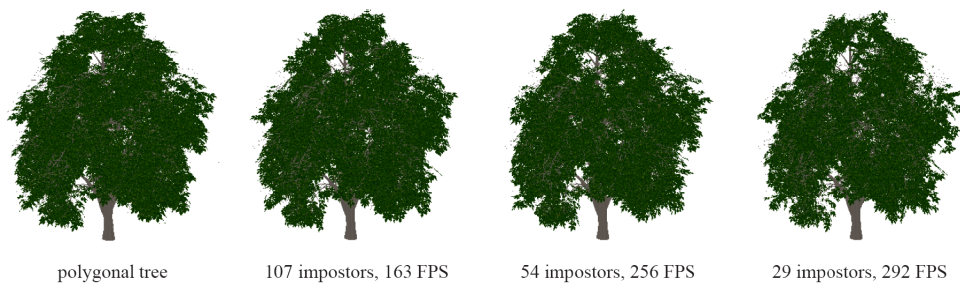 polygonal tree
107 impostors, 163 FPS
54 impostors, 256 FPS
29 impostors, 292 FPS